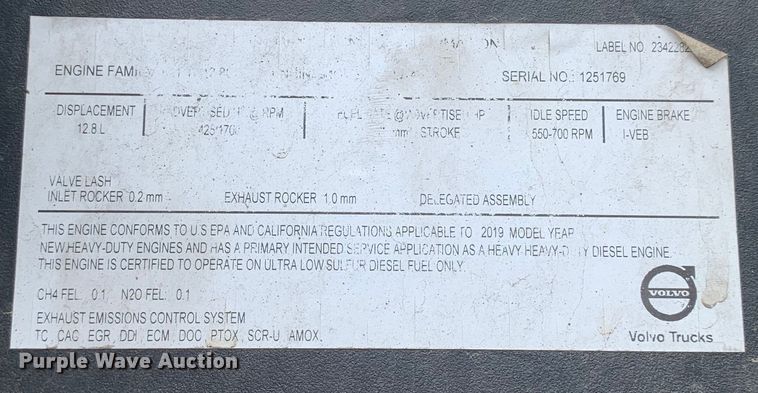 LABEL NO. 2342282
ENGINE FAMI SERIAL NO.: 1251769
DISPLACEMENT RPM IDLE SPEED ENGINE BRAKE
12.8 L STROKE 550-700 RPM I-VEB
VALVE LASH
INLET ROCKER 0.2 mm EXHAUST ROCKER 1.0 mm DELEGATED ASSEMBLY
THIS ENGINE CONFORMS TO U.S EPA AND CALIFORNIA REGULATIONS APPLICABLE TO 2019 MODEL YEAR
NEW HEAVY-DUTY ENGINES AND HAS A PRIMARY INTENDED SERVICE APPLICATION AS A HEAVY HEAVY-DUTY DIESEL ENGINE.
THIS ENGINE IS CERTIFIED TO OPERATE ON ULTRA LOW SULFUR DIESEL FUEL ONLY.
CH4 FEL: 0.1 N2O FEL: 0.1
EXHAUST EMISSIONS CONTROL SYSTEM
TC, CAC, EGR, DDI, ECM, DOC, PTOX, SCR-U, AMOX,
VOLVO
Volvo Trucks
Purple Wave Auction